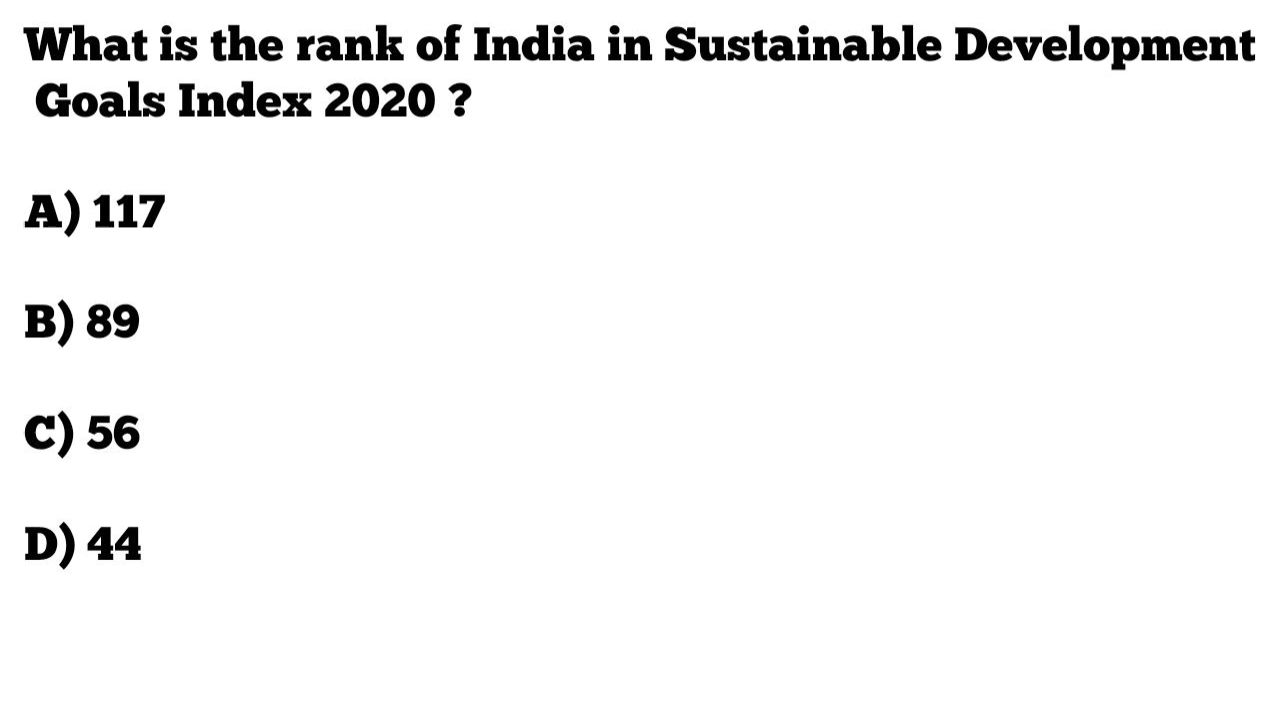 What is the rank of India in Sustainable Development
Goals Index 2020 ?
A) 117
B) 89
C) 56
D) 44